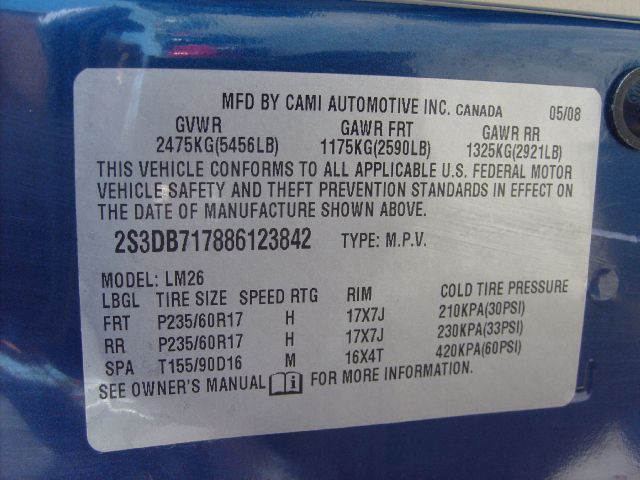 MFD BY CAMI AUTOMOTIVE INC. CANADA 05/08
GVWR GAWR FRT GAWR RR
2475KG(5456LB) 1175KG(2590LB) 1325KG(2921LB)
THIS VEHICLE CONFORMS TO ALL APPLICABLE U.S. FEDERAL MOTOR
VEHICLE SAFETY AND THEFT PREVENTION STANDARDS IN EFFECT ON
THE DATE OF MANUFACTURE SHOWN ABOVE.
2S3DB717886123842 TYPE: M.P.V.
MODEL: LM26
LBGL TIRE SIZE SPEED RTG RIM COLD TIRE PRESSURE
FRT P235/60R17 H 17X7J 210KPA(30PSI)
RR P235/60R17 H 17X7J 230KPA(33PSI)
SPA T155/90D16 M 16X4T 420KPA(60PSI)
SEE OWNER'S MANUAL i FOR MORE INFORMATION.